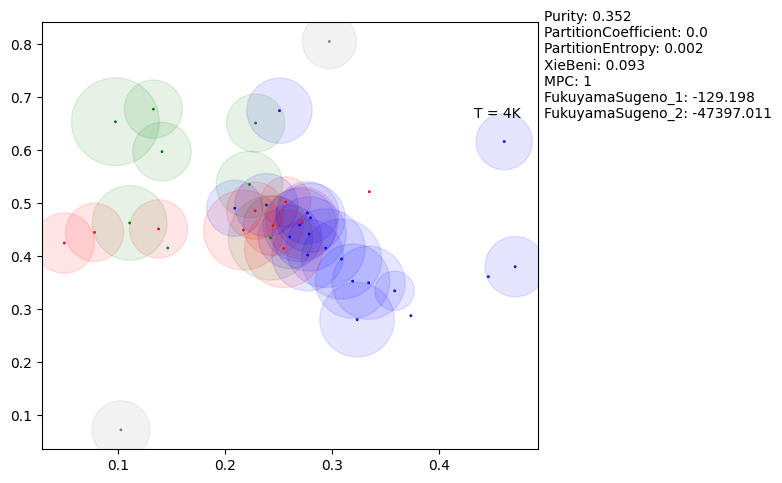 Purity: 0.352
PartitionCoefficient: 0.0
PartitionEntropy: 0.002
XieBeni: 0.093
MPC: 1
FukuyamaSugeno_1: -129.198
FukuyamaSugeno_2: -47397.011
T = 4K
0.8
0.7
0.6
0.5
0.4
0.3
0.2
0.1
0.1 0.2 0.3 0.4